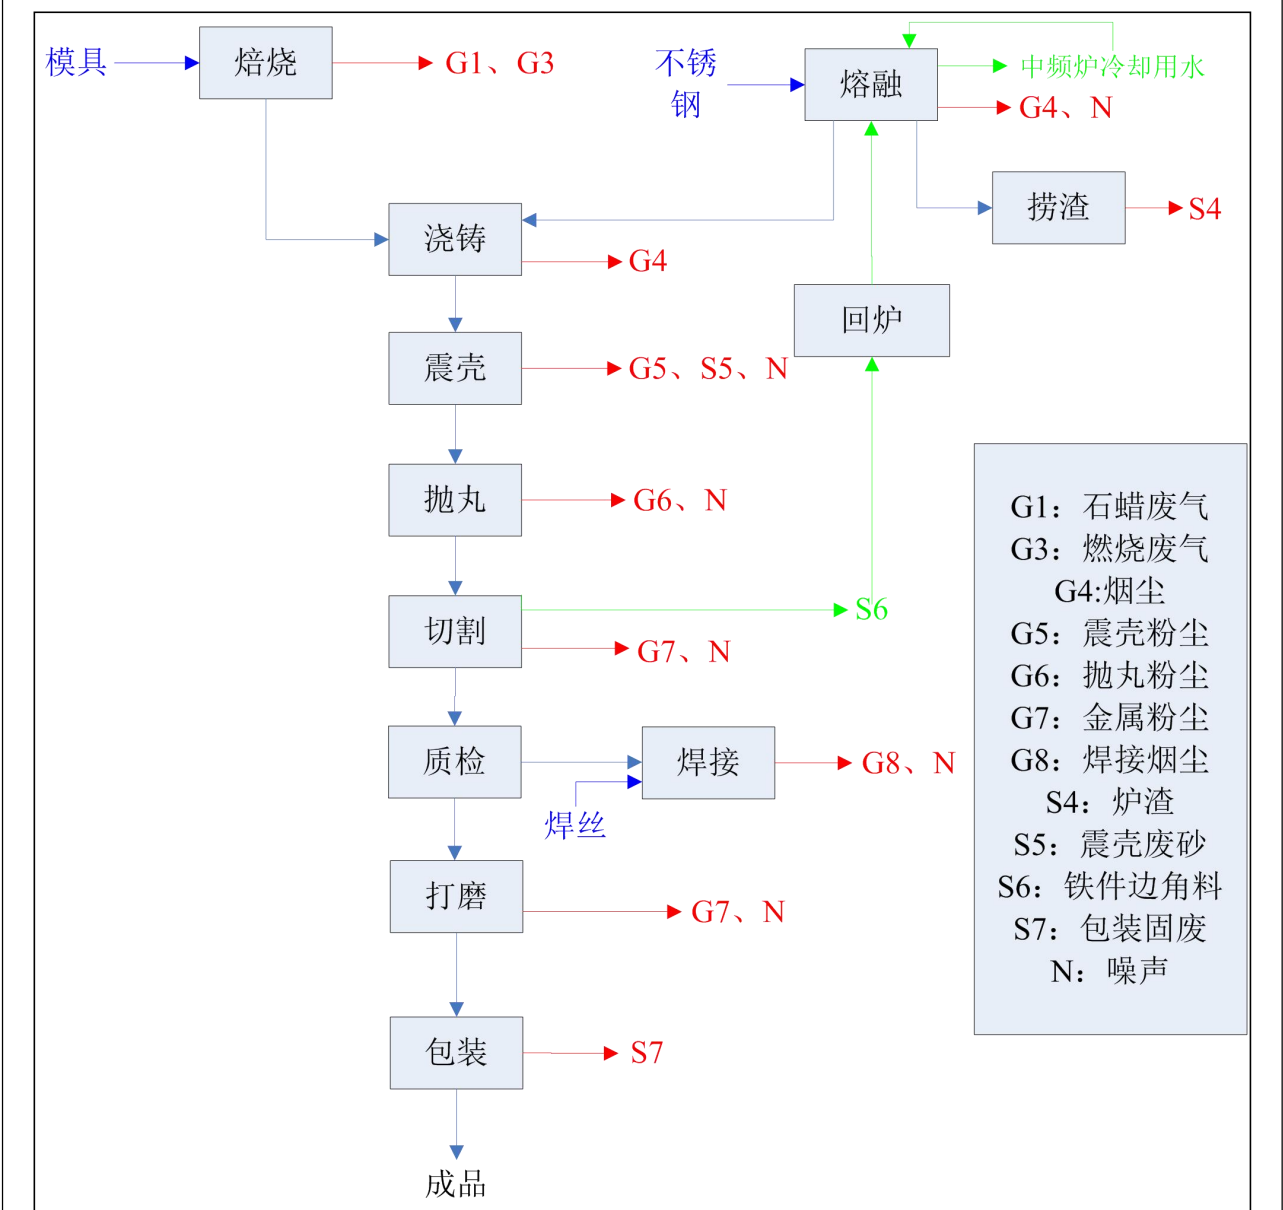 模具
焙烧
G1、G3
不锈
钢
熔融
中频炉冷却用水
G4、N
捞渣
S4
浇铸
G4
回炉
震壳
G5、S5、N
抛丸
G6、N
切割
S6
G7、N
质检
焊接
G8、N
焊丝
打磨
G7、N
包装
S7
成品
G1：石蜡废气
G3：燃烧废气
G4:烟尘
G5：震壳粉尘
G6：抛丸粉尘
G7：金属粉尘
G8：焊接烟尘
S4：炉渣
S5：震壳废砂
S6：铁件边角料
S7：包装固废
N：噪声